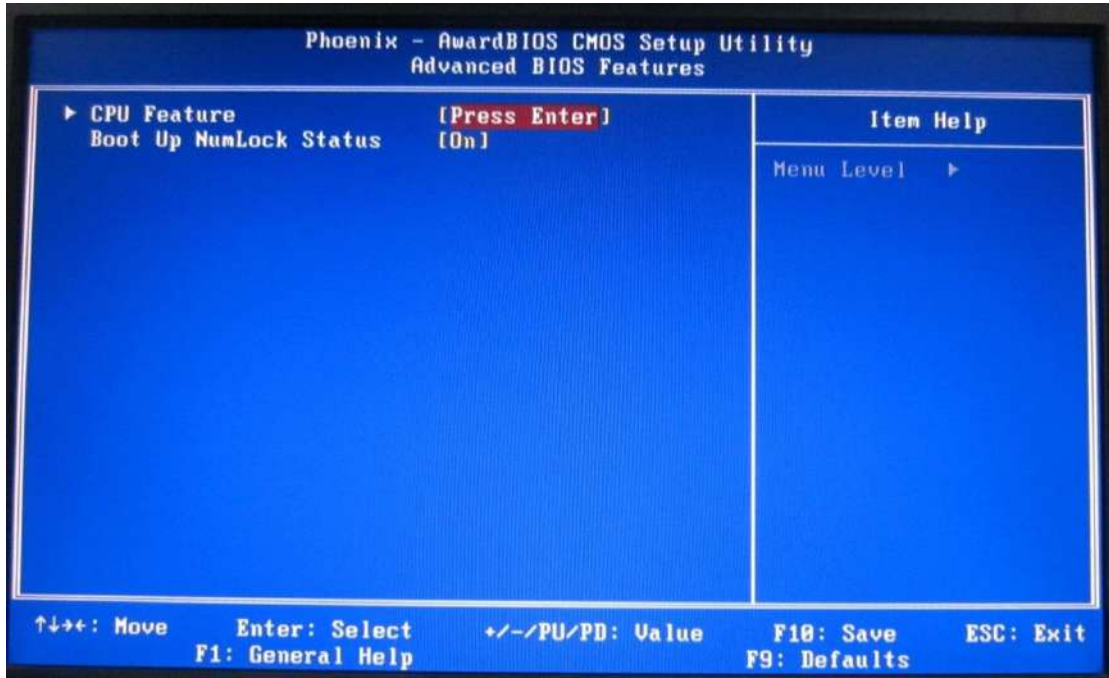 Phoenix - AwardBIOS CMOS Setup Utility
Advanced BIOS Features
▶ CPU Feature [Press Enter]
Boot Up NumLock Status [On]
Item Help
Menu Level ▶
↑↓→←: Move Enter: Select +/-/PU/PD: Value F10: Save ESC: Exit
F1: General Help F9: Defaults